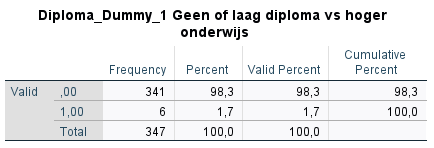 Diploma_Dummy_1 Geen of laag diploma vs hoger
onderwijs
Frequency Percent Valid Percent Cumulative Percent
Valid ,00 341 98,3 98,3 98,3
1,00 6 1,7 1,7 100,0
Total 347 100,0 100,0